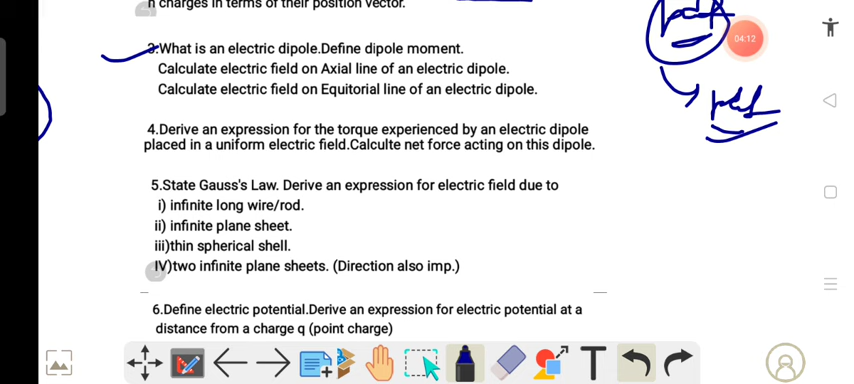 n charges in terms of their position vector.
04:12
3.What is an electric dipole.Define dipole moment.
Calculate electric field on Axial line of an electric dipole.
Calculate electric field on Equitorial line of an electric dipole.
4.Derive an expression for the torque experienced by an electric dipole
placed in a uniform electric field.Calculte net force acting on this dipole.
5.State Gauss's Law. Derive an expression for electric field due to
i) infinite long wire/rod.
ii) infinite plane sheet.
iii)thin spherical shell.
IV)two infinite plane sheets. (Direction also imp.)
6.Define electric potential.Derive an expression for electric potential at a
distance from a charge q (point charge)
T